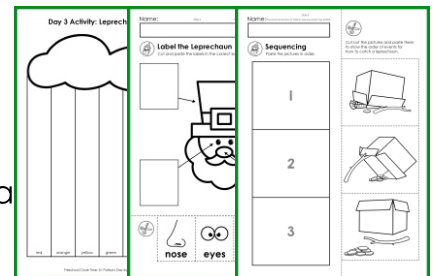 a
Day 3 Activity: Leprech
red orange yellow green
Name:
Label the Leprechaun
Cut and paste the labels in the correct
nose eyes
Name:
Sequencing
Paste the pictures in order.
1
2
3
Cut out the pictures and paste them
to show the order of events for
how to catch a leprechaun.